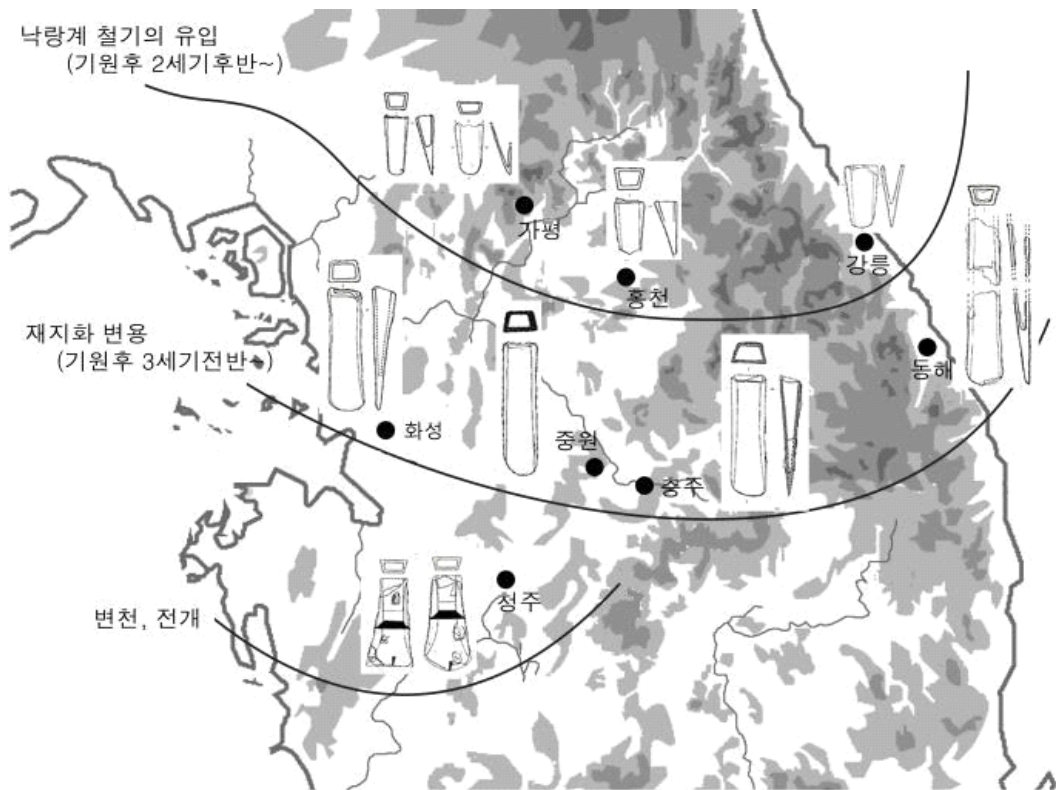 낙랑계 철기의 유입
(기원후 2세기후반~)
가평
홍천
강릉
재지화 변용
(기원후 3세기전반~)
동해
화성
중원
충주
청주
변천, 전개